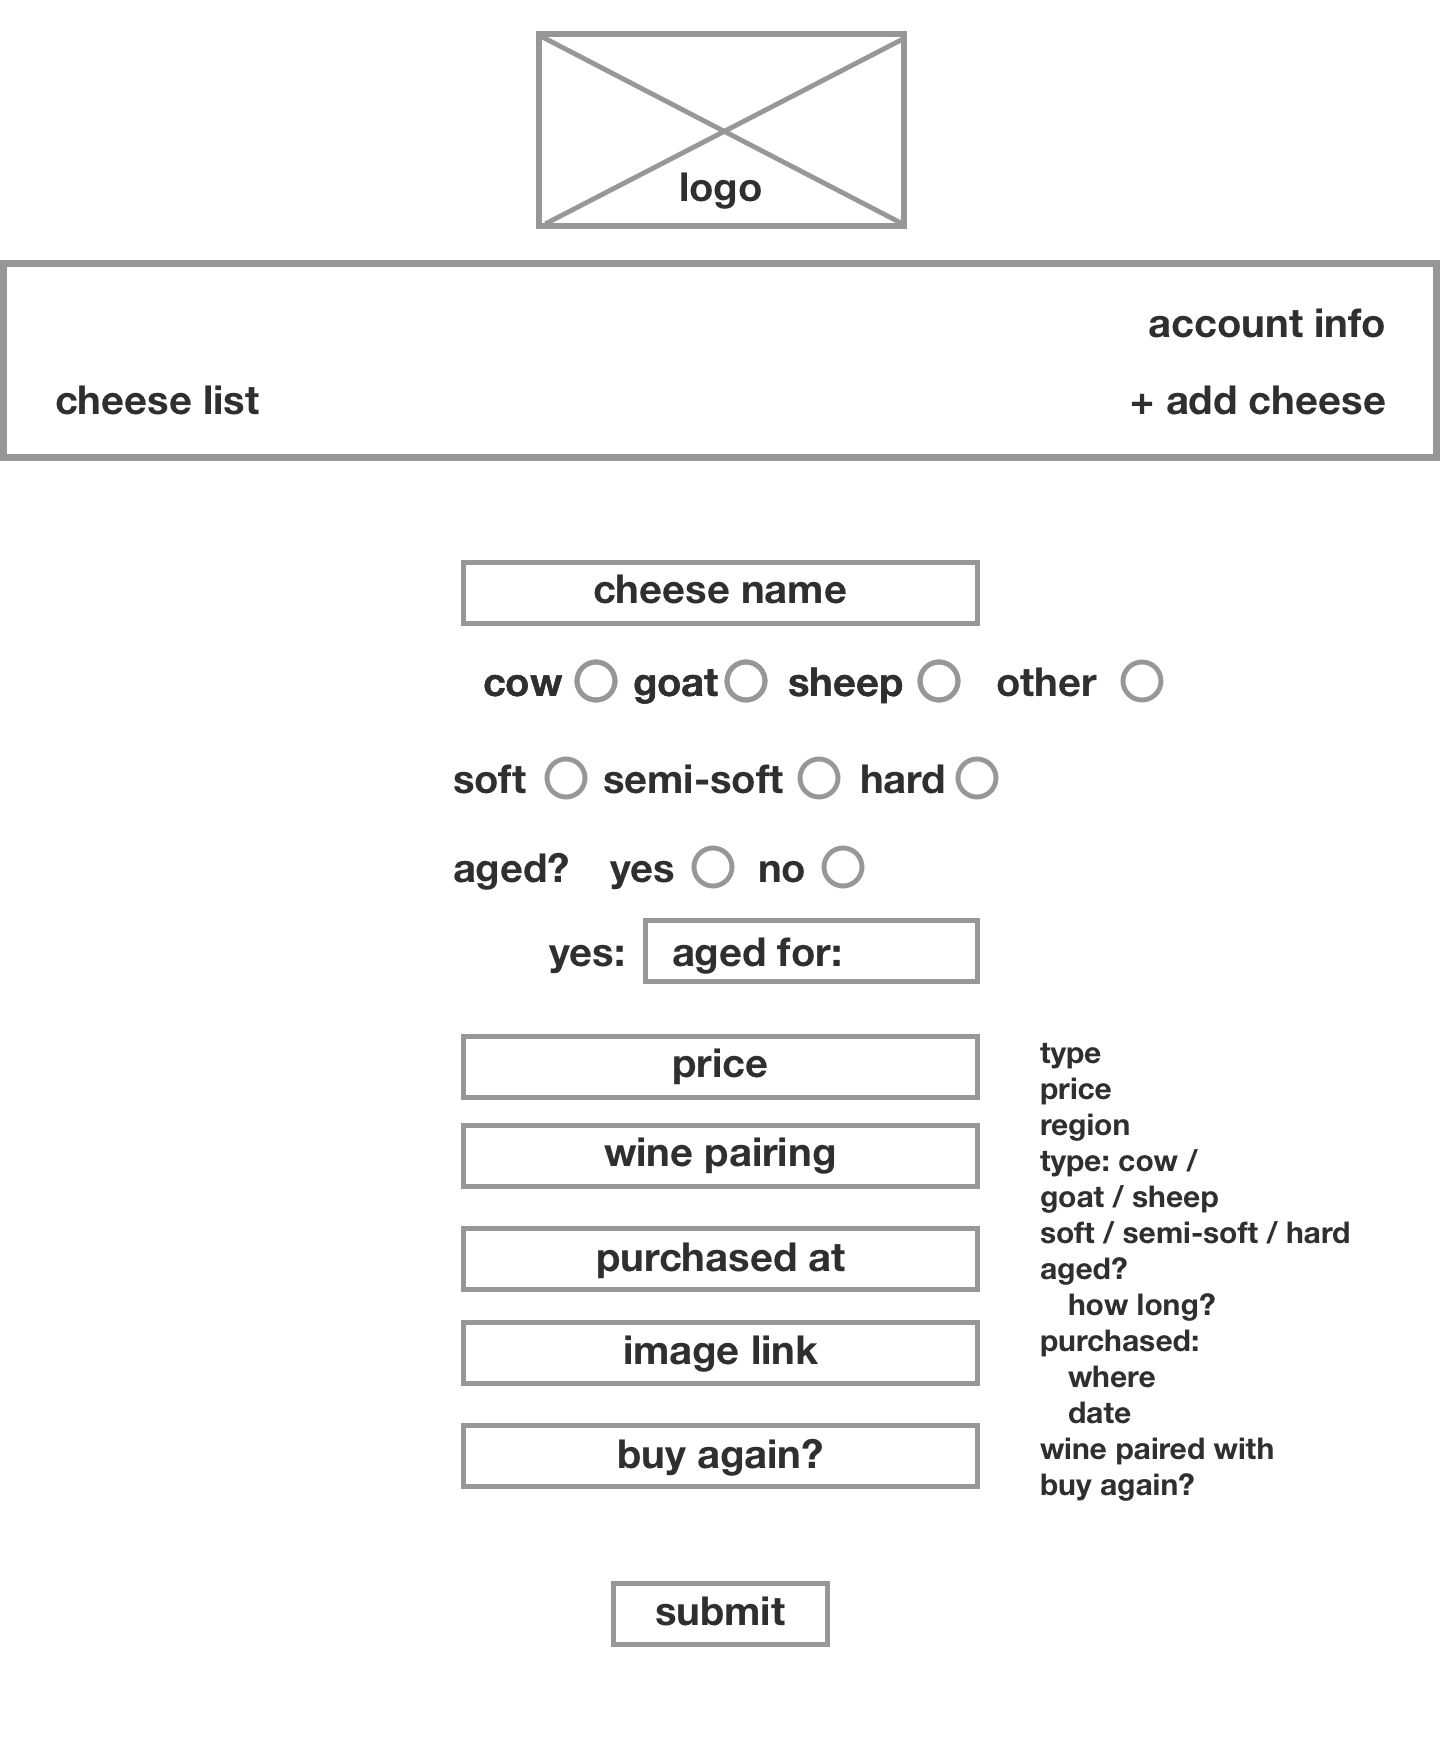 logo
account info
cheese list
+ add cheese
cheese name
cow goat sheep other
soft semi-soft hard
aged? yes no
yes: aged for:
price
wine pairing
purchased at
image link
buy again?
type
price
region
type: cow /
goat / sheep
soft / semi-soft / hard
aged?
how long?
purchased:
where
date
wine paired with
buy again?
submit